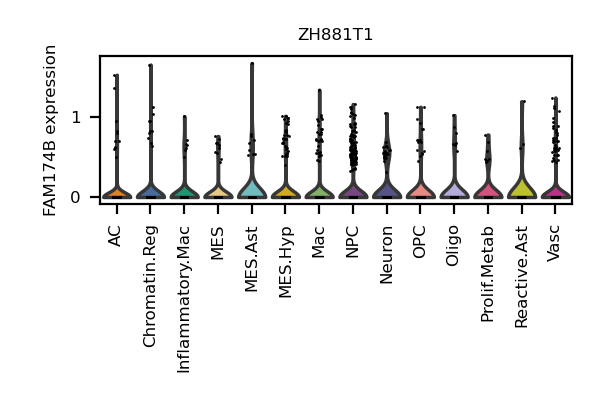 ZH881T1
FAM174B expression
1
0
AC
Chromatin.Reg
Inflammatory.Mac
MES
MES.Ast
MES.Hyp
Mac
NPC
Neuron
OPC
Oligo
Prolif.Metab
Reactive.Ast
Vasc